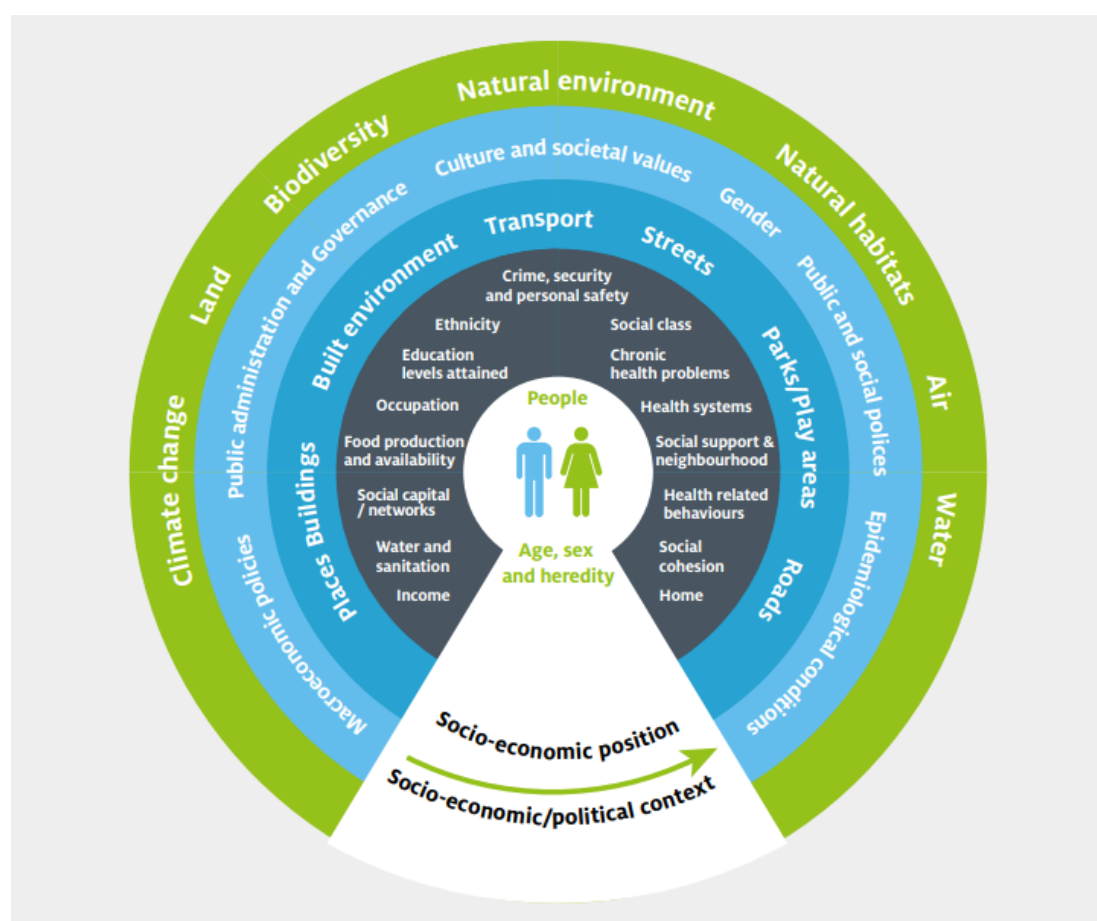 Natural environment
Biodiversity
Land
Climate change
Natural habitats
Air
Water
Culture and societal values
Public administration and Governance
Macroeconomic policies
Gender
Public and social polices
Epidemiological conditions
Transport
Built environment
Places Buildings
Streets
Parks/Play areas
Roads
Crime, security
and personal safety
Ethnicity
Education
levels attained
Occupation
Food production
and availability
Social capital
/ networks
Water and
sanitation
Income
Social class
Chronic
health problems
Health systems
Social support &
neighbourhood
Health related
behaviours
Social
cohesion
Home
People
Age, sex
and heredity
Socio-economic position
Socio-economic/political context